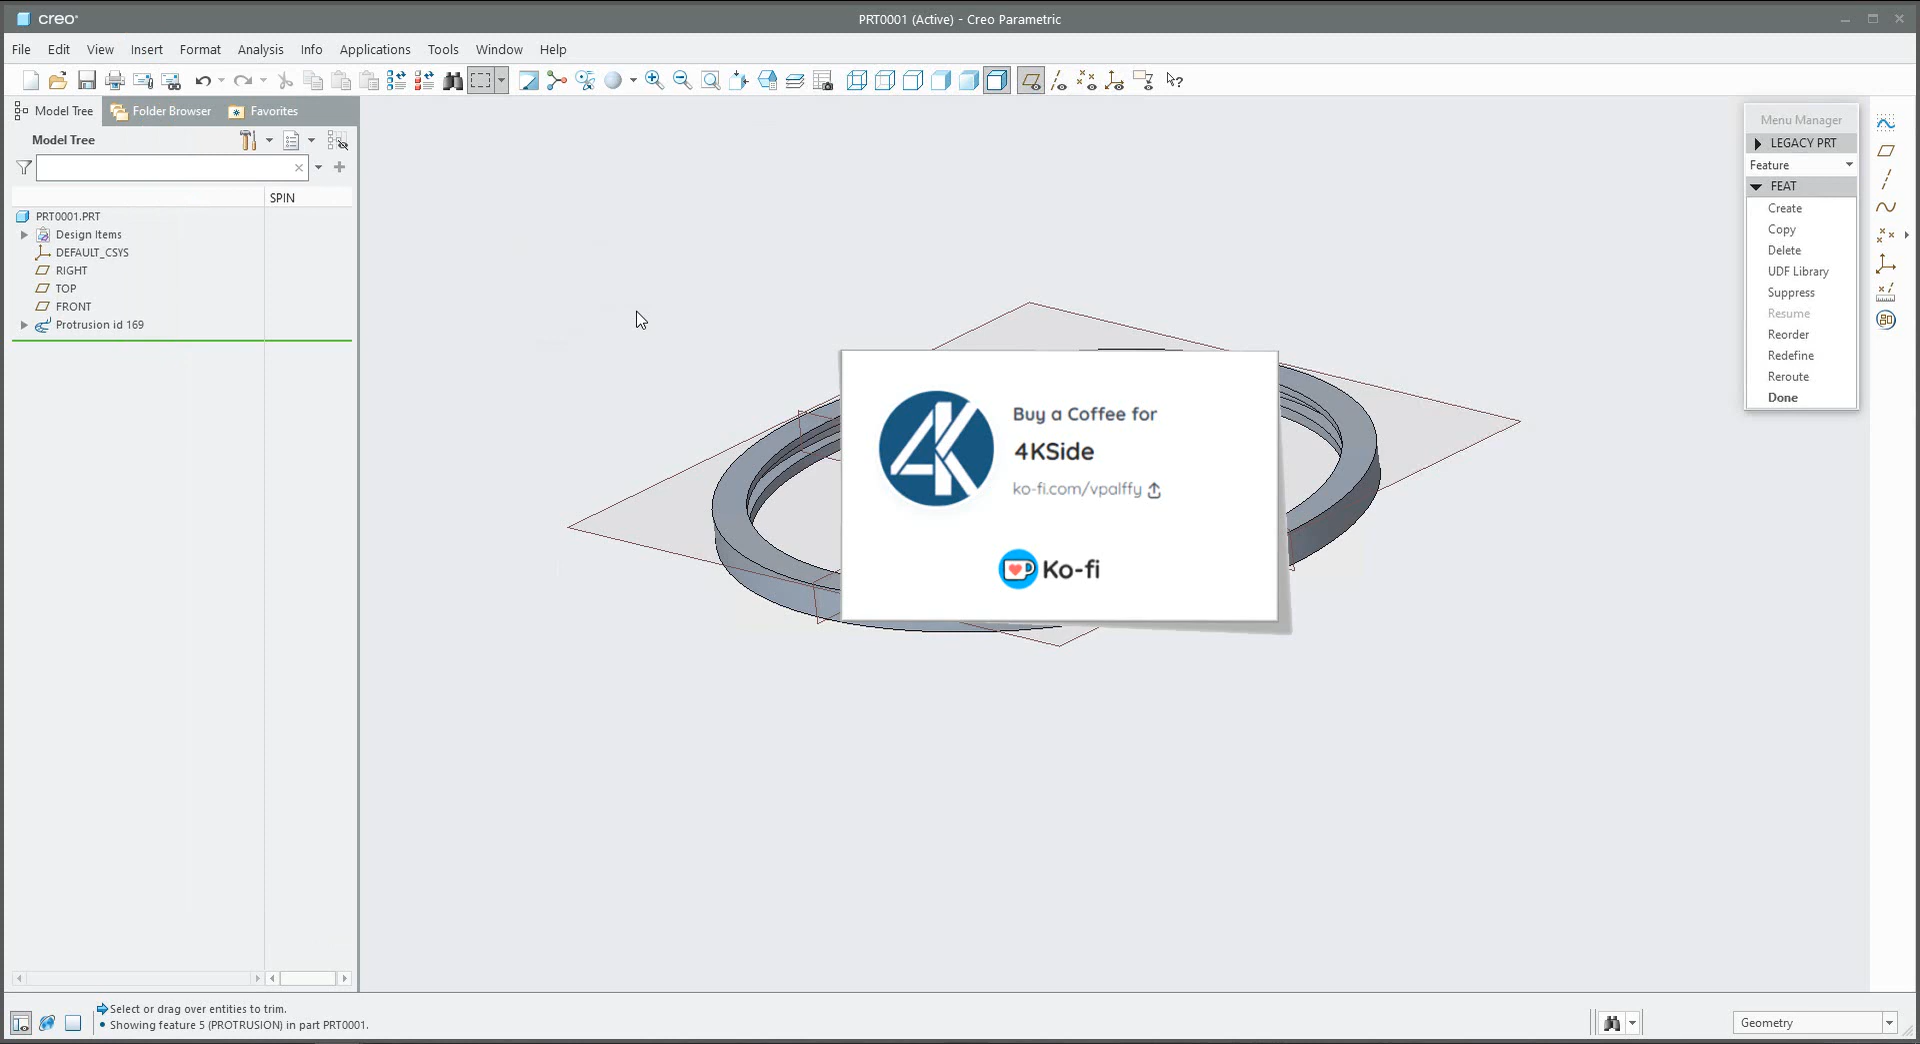 creo®
PRT0001 (Active) - Creo Parametric
File Edit View Insert Format Analysis Info Applications Tools Window Help
Model Tree Folder Browser Favorites
Model Tree
SPIN
PRT0001.PRT
Design Items
DEFAULT_CSYS
RIGHT
TOP
FRONT
Protrusion id 169
4K
Buy a Coffee for
4KSide
ko-fi.com/vpalffy
Ko-fi
Menu Manager
LEGACY PRT
Feature
FEAT
Create
Copy
Delete
UDF Library
Suppress
Resume
Reorder
Redefine
Reroute
Done
Select or drag over entities to trim.
• Showing feature 5 (PROTRUSION) in part PRT0001.
Geometry